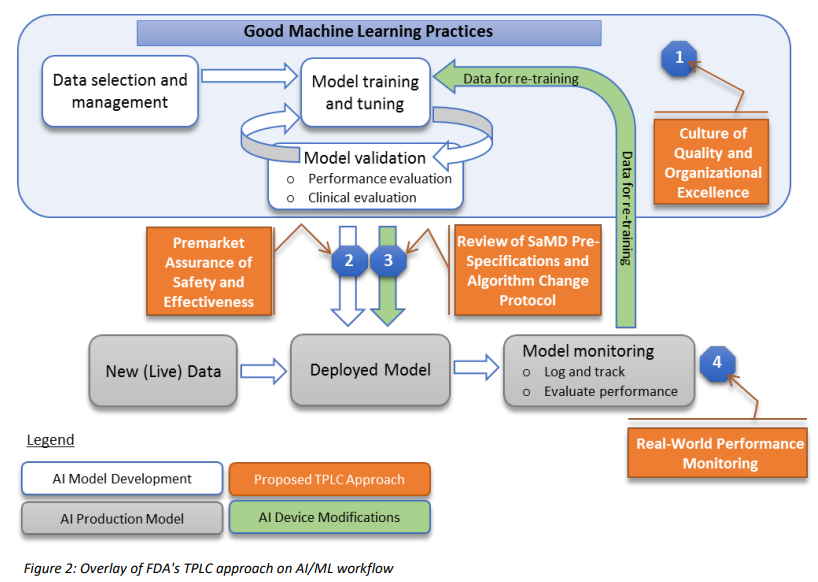 Good Machine Learning Practices
Data selection and
management
Model training
and tuning
Data for re-training
1
Culture of
Quality and
Organizational
Excellence
Model validation
o Performance evaluation
o Clinical evaluation
Data for re-training
Premarket
Assurance of
Safety and
Effectiveness
2
3
Review of SaMD Pre-
Specifications and
Algorithm Change
Protocol
New (Live) Data
Deployed Model
Model monitoring
o Log and track
o Evaluate performance
4
Real-World Performance
Monitoring
Legend
AI Model Development
Proposed TPLC Approach
AI Production Model
AI Device Modifications
Figure 2: Overlay of FDA's TPLC approach on AI/ML workflow